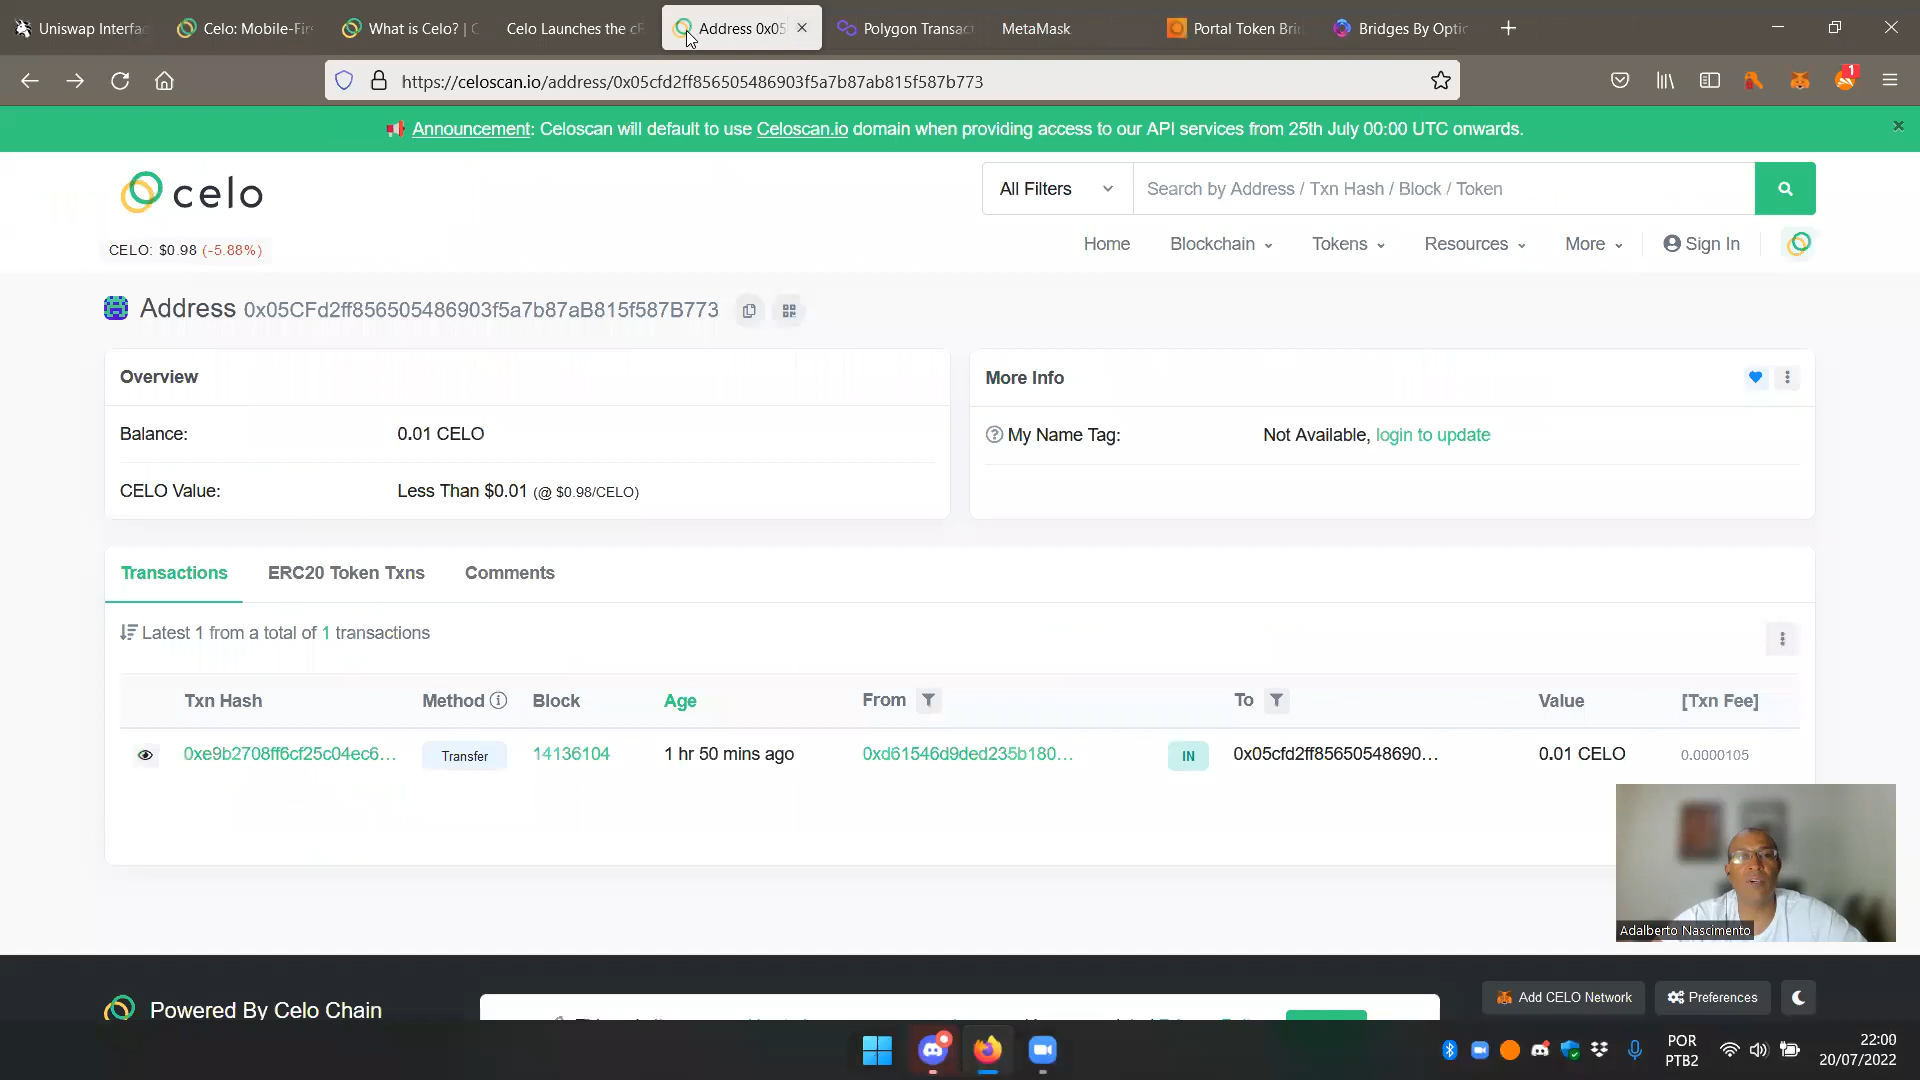 Uniswap Interfa
Celo: Mobile-Fir
What is Celo? | C
Celo Launches the cE
Address 0x05
Polygon Transac
MetaMask
Portal Token Brid
Bridges By Optic
https://celoscan.io/address/0x05cfd2ff856505486903f5a7b87ab815f587b773
1
Announcement: Celoscan will default to use Celoscan.io domain when providing access to our API services from 25th July 00:00 UTC onwards.
celo
All Filters
Search by Address / Txn Hash / Block / Token
CELO: $0.98 (-5.88%)
Home Blockchain Tokens Resources More Sign In
Address 0x05CFd2ff856505486903f5a7b87aB815f587B773
Overview
Balance: 0.01 CELO
CELO Value: Less Than $0.01 (@ $0.98/CELO)
More Info
My Name Tag: Not Available, login to update
Transactions ERC20 Token Txns Comments
Latest 1 from a total of 1 transactions
Txn Hash Method Block Age From To Value [Txn Fee]
0xe9b2708ff6cf25c04ec6... Transfer 14136104 1 hr 50 mins ago 0xd61546d9ded235b180... IN 0x05cfd2ff85650548690... 0.01 CELO 0.0000105
Adalberto Nascimento
Powered By Celo Chain
Add CELO Network
Preferences
POR
PTB2
22:00
20/07/2022